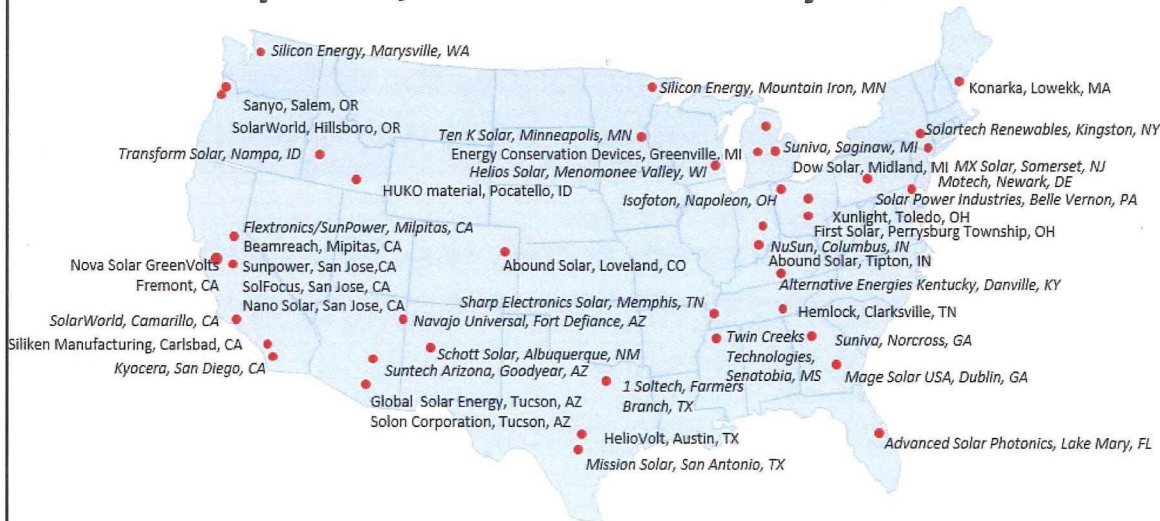 Silicon Energy, Marysville, WA
Silicon Energy, Mountain Iron, MN
Konarka, Lowekk, MA
Sanyo, Salem, OR
SolarWorld, Hillsboro, OR
Ten K Solar, Minneapolis, MN
Solartech Renewables, Kingston, NY
Transform Solar, Nampa, ID
Energy Conservation Devices, Greenville, MI
Suniva, Saginaw, MI
Helios Solar, Menomonee Valley, WI
Dow Solar, Midland, MI
MX Solar, Somerset, NJ
HUKO material, Pocatello, ID
Motech, Newark, DE
Isofoton, Napoleon, OH
Solar Power Industries, Belle Vernon, PA
Xunlight, Toledo, OH
First Solar, Perrysburg Township, OH
Flextronics/SunPower, Milpitas, CA
Beamreach, Mipitas, CA
NuSun, Columbus, IN
Nova Solar GreenVolts
Fremont, CA
Sunpower, San Jose,CA
Abound Solar, Loveland, CO
Abound Solar, Tipton, IN
SolFocus, San Jose, CA
Alternative Energies Kentucky, Danville, KY
Nano Solar, San Jose, CA
Sharp Electronics Solar, Memphis, TN
Hemlock, Clarksville, TN
SolarWorld, Camarillo, CA
Navajo Universal, Fort Defiance, AZ
Siliken Manufacturing, Carlsbad, CA
Twin Creeks
Technologies,
Senatobia, MS
Suniva, Norcross, GA
Schott Solar, Albuquerque, NM
Kyocera, San Diego, CA
Suntech Arizona, Goodyear, AZ
Mage Solar USA, Dublin, GA
1 Soltech, Farmers
Branch, TX
Global Solar Energy, Tucson, AZ
Solon Corporation, Tucson, AZ
HelioVolt, Austin, TX
Advanced Solar Photonics, Lake Mary, FL
Mission Solar, San Antonio, TX